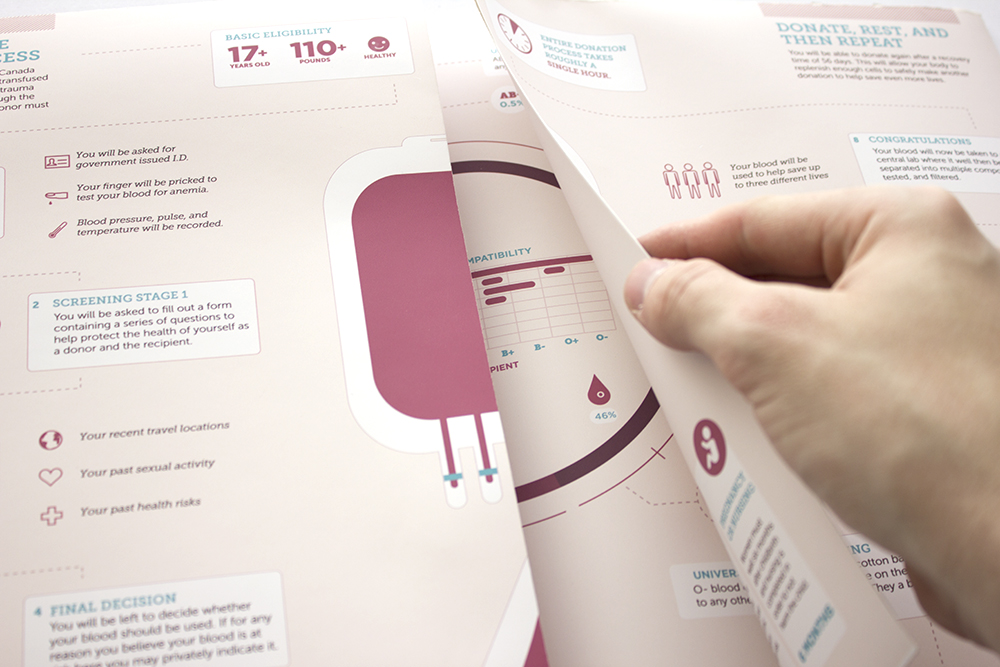 E
ESS
Canada
transfused
trauma
ugh the
onor must
BASIC ELIGIBILITY
17+ 110+
YEARS OLD POUNDS HEALTHY
You will be asked for
government issued I.D.
Your finger will be pricked to
test your blood for anemia.
Blood pressure, pulse, and
temperature will be recorded.
2 SCREENING STAGE 1
You will be asked to fill out a form
containing a series of questions to
help protect the health of yourself as
a donor and the recipient.
Your recent travel locations
Your past sexual activity
Your past health risks
4 FINAL DECISION
You will be left to decide whether
your blood should be used. If for any
reason you believe your blood is at
you may privately indicate it.
AB-
0.5%
MPATIBILITY
B+ B- O+ O-
PIENT
O
46%
UNIVER
O- blood
to any oth
ENTIRE DONATION
PROCESS TAKES
ROUGHLY A
SINGLE HOUR.
DONATE, REST, AND
THEN REPEAT
You will be able to donate again after a recovery
time of 56 days. This will allow your body to
replenish enough cells to safely make another
donation to help save even more lives.
Your blood will be
used to help save up
to three different lives
8 CONGRATULATIONS
Your blood will now be taken to
central lab where it well then be
separated into multiple compo
tested, and filtered.
PREGNANCY
OR NURSING
6 MONTHS
NG
cotton ba
e on the
They a b